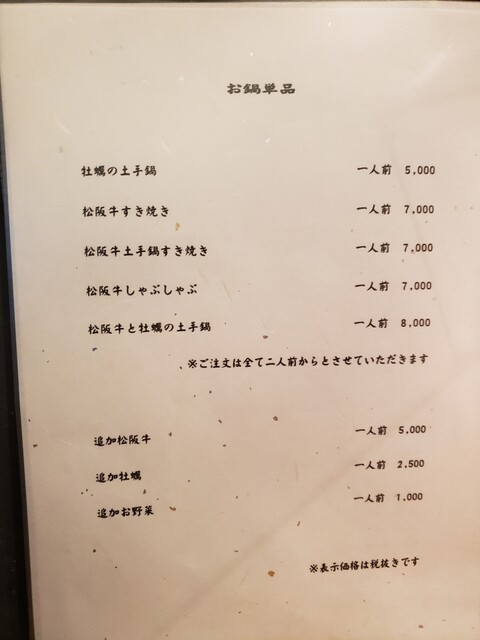 お鍋単品
牡蠣の土手鍋 一人前 5,000
松阪牛すき焼き 一人前 7,000
松阪牛土手鍋すき焼き 一人前 7,000
松阪牛しゃぶしゃぶ 一人前 7,000
松阪牛と牡蠣の土手鍋 一人前 8,000
※ご注文は全て二人前からとさせていただきます
追加松阪牛 一人前 5,000
追加牡蠣 一人前 2,500
追加お野菜 一人前 1,000
※表示価格は税抜きです